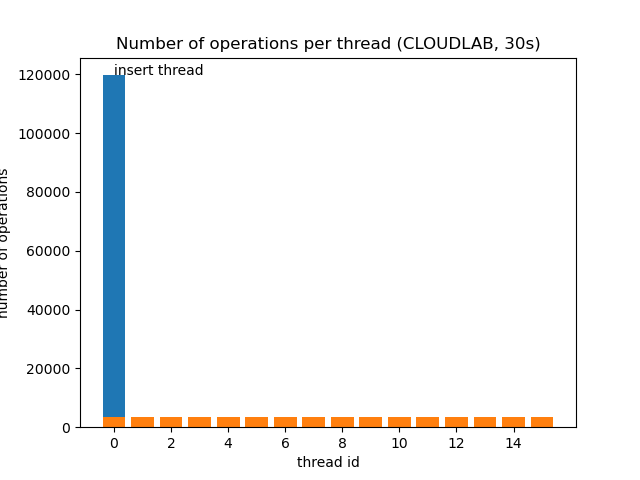 Number of operations per thread (CLOUDLAB, 30s)
insert thread
120000
100000
80000
60000
40000
20000
0
number of operations
0 2 4 6 8 10 12 14
thread id